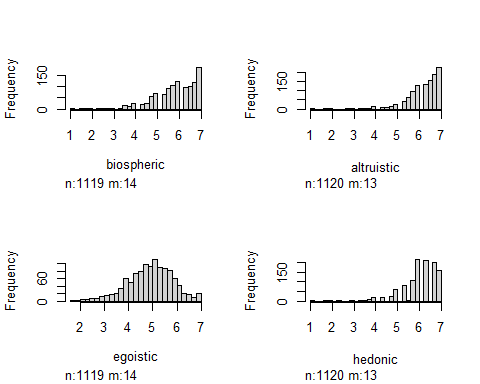 Frequency
150
0
1 2 3 4 5 6 7
biospheric
n:1119 m:14
Frequency
150
0
1 2 3 4 5 6 7
altruistic
n:1120 m:13
Frequency
60
0
2 3 4 5 6 7
egoistic
n:1119 m:14
Frequency
150
0
1 2 3 4 5 6 7
hedonic
n:1120 m:13